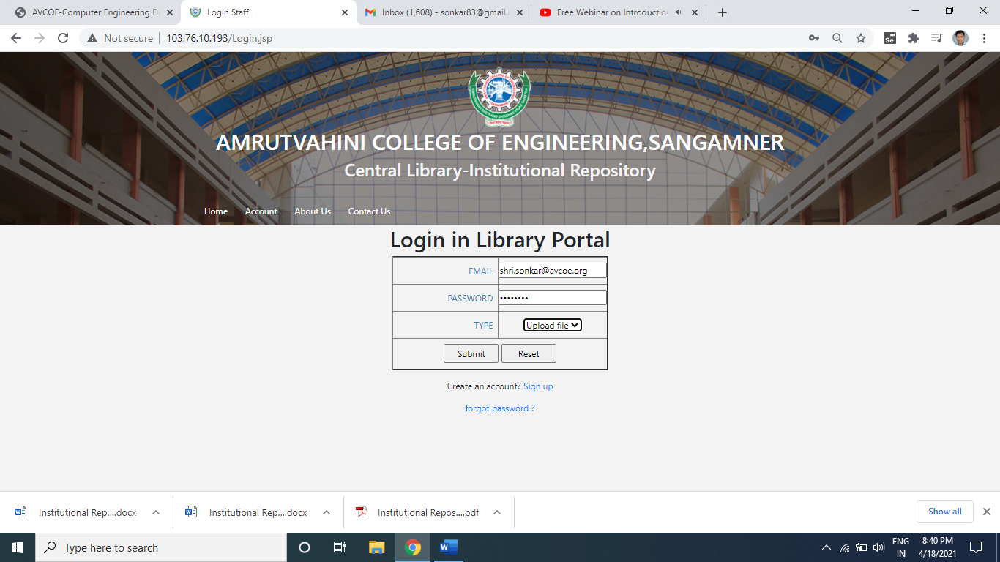 AVCOE-Computer Engineering D
Login Staff
Inbox (1,608) - sonkar83@gmail.
Free Webinar on Introduction
Not secure
103.76.10.193/Login.jsp
Se
AMRUTVAHINI COLLEGE OF ENGINEERING,SANGAMNER
Central Library-Institutional Repository
Home Account About Us Contact Us
Login in Library Portal
EMAIL shri.sonkar@avcoe.org
PASSWORD ••••••••
TYPE Upload file
Submit Reset
Create an account? Sign up
forgot password ?
Institutional Rep....docx
Institutional Rep....docx
Institutional Repos....pdf
Show all
Type here to search
ENG
IN
8:40 PM
4/18/2021